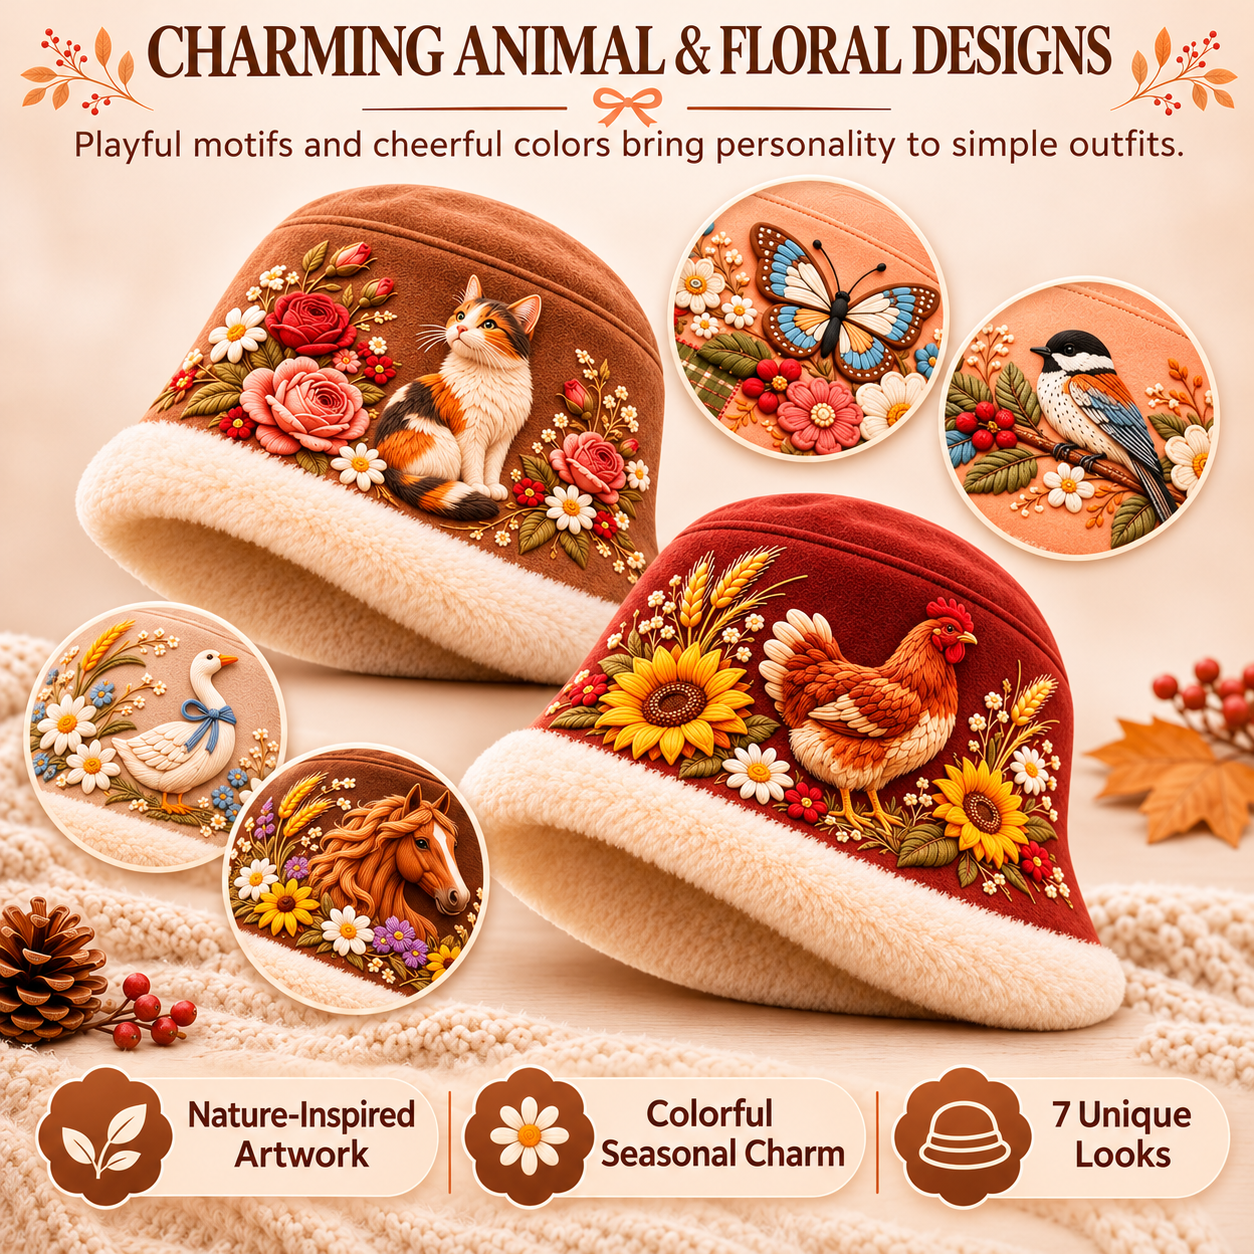 CHARMING ANIMAL & FLORAL DESIGNS
Playful motifs and cheerful colors bring personality to simple outfits.
Nature-Inspired
Artwork
Colorful
Seasonal Charm
7 Unique
Looks